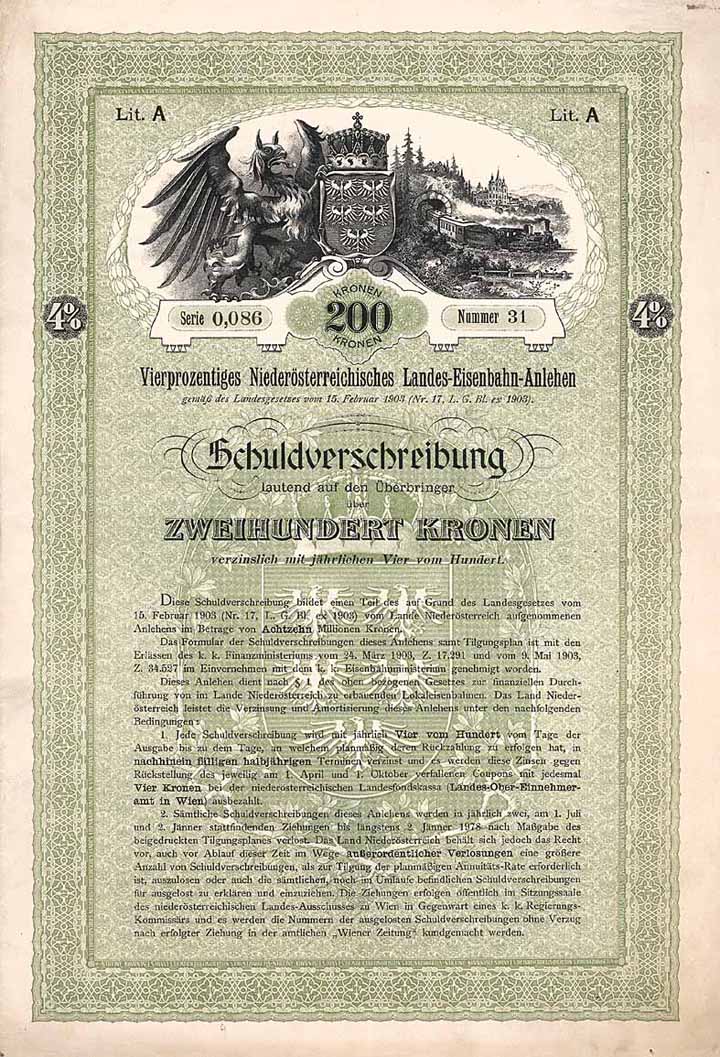 Lit. A Lit. A
KRONEN
Serie 0,086 200 Nummer 31
KRONEN
4% 4%
Vierprozentiges Niederösterreichisches Landes-Eisenbahn-Anlehen
gemäß des Landesgesetzes vom 15. Februar 1903 (Nr. 17, L. G. Bl. ex 1903).
Schuldverschreibung
lautend auf den Überbringer
über
ZWEIHUNDERT KRONEN
verzinslich mit jährlichen Vier vom Hundert.
Diese Schuldverschreibung bildet einen Teil des auf Grund des Landesgesetzes vom
15. Februar 1903 (Nr. 17, L. G. Bl. ex 1903) vom Lande Niederösterreich aufgenommenen
Anlehens im Betrage von Achtzehn Millionen Kronen.
Das Formular der Schuldverschreibungen dieses Anlehens samt Tilgungsplan ist mit den
Erlässen des k. k. Finanzministeriums vom 24. März 1903, Z. 17.291 und vom 9. Mai 1903,
Z. 34.527 im Einvernehmen mit dem k. k. Eisenbahnministerium genehmigt worden.
Dieses Anlehen dient nach § 1 des oben bezogenen Gesetzes zur finanziellen Durch-
führung von im Lande Niederösterreich zu erbauenden Lokaleisenbahnen. Das Land Nieder-
österreich leistet die Verzinsung und Amortisierung dieses Anlehens unter den nachfolgenden
Bedingungen:
1. Jede Schuldverschreibung wird mit jährlich Vier vom Hundert vom Tage der
Ausgabe bis zu dem Tage, an welchem planmäßig deren Rückzahlung zu erfolgen hat, in
nachhinein fälligen halbjährigen Terminen verzinst und es werden diese Zinsen gegen
Rückstellung des jeweilig am 1. April und 1. Oktober verfallenen Coupons mit jedesmal
Vier Kronen bei der niederösterreichischen Landesfondskassa (Landes-Ober-Einnehmer-
amt in Wien) ausbezahlt.
2. Sämtliche Schuldverschreibungen dieses Anlehens werden in jährlich zwei, am 1. Juli
und 2. Jänner stattfindenden Ziehungen bis längstens 2. Jänner 1978 nach Maßgabe des
beigedruckten Tilgungsplanes verlost. Das Land Niederösterreich behält sich jedoch das Recht
vor, auch vor Ablauf dieser Zeit im Wege außerordentlicher Verlosungen eine größere
Anzahl von Schuldverschreibungen, als zur Tilgung der planmäßigen Annuitäts-Rate erforderlich
ist, auszulosen oder auch die sämtlichen, noch im Umlaufe befindlichen Schuldverschreibungen
für ausgelost zu erklären und einzuziehen. Die Ziehungen erfolgen öffentlich im Sitzungssaale
des niederösterreichischen Landes-Ausschusses zu Wien in Gegenwart eines k. k. Regierungs-
Kommissärs und es werden die Nummern der ausgelosten Schuldverschreibungen ohne Verzug
nach erfolgter Ziehung in der amtlichen „Wiener Zeitung“ kundgemacht werden.